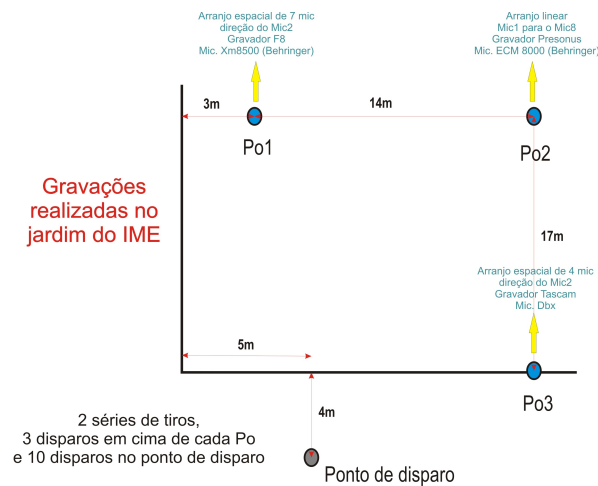 Arranjo espacial de 7 mic
direção do Mic2
Gravador F8
Mic. Xm8500 (Behringer)
Arranjo linear
Mic1 para o Mic8
Gravador Presonus
Mic. ECM 8000 (Behringer)
3m
14m
Po1
Po2
Gravações
realizadas no
jardim do IME
17m
Arranjo espacial de 4 mic
direção do Mic2
Gravador Tascam
Mic. Dbx
5m
Po3
4m
2 séries de tiros,
3 disparos em cima de cada Po
e 10 disparos no ponto de disparo
Ponto de disparo